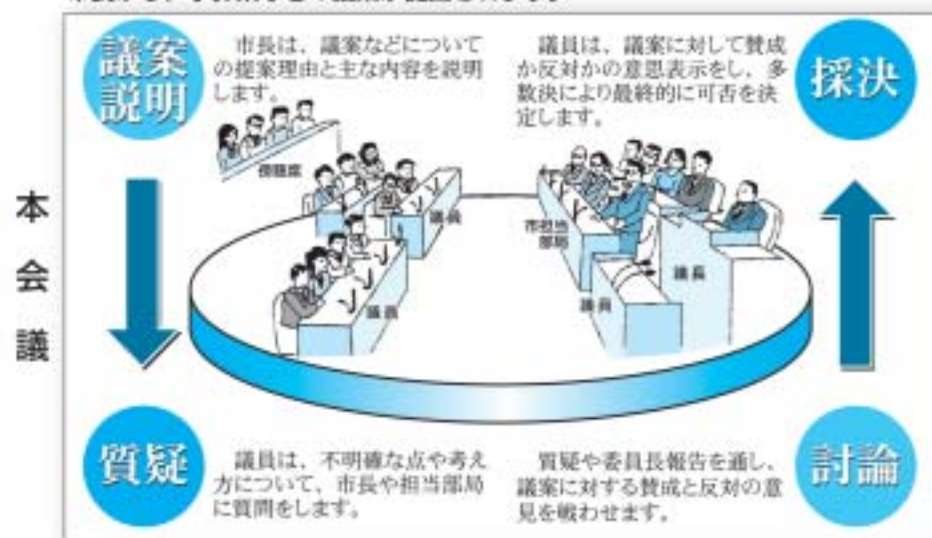 本会議
議案
説明
市長は、議案などについて
の提案理由と主な内容を説明
します。
議員は、議案に対して賛成
か反対かの意思表示をし、多
数決により最終的に可否を決
定します。
採決
傍聴席
議員
議員
市担当
部局
議員
議長
質疑
議員は、不明確な点や考え
方について、市長や担当部局
に質問をします。
質疑や委員長報告を通し、
議案に対する賛成と反対の意
見を戦わせます。
討論